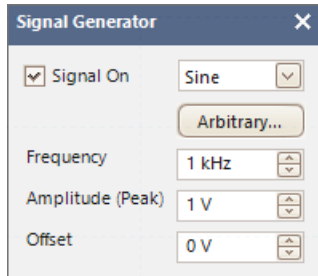 Signal Generator
Signal On Sine
Arbitrary...
Frequency 1 kHz
Amplitude (Peak) 1 V
Offset 0 V